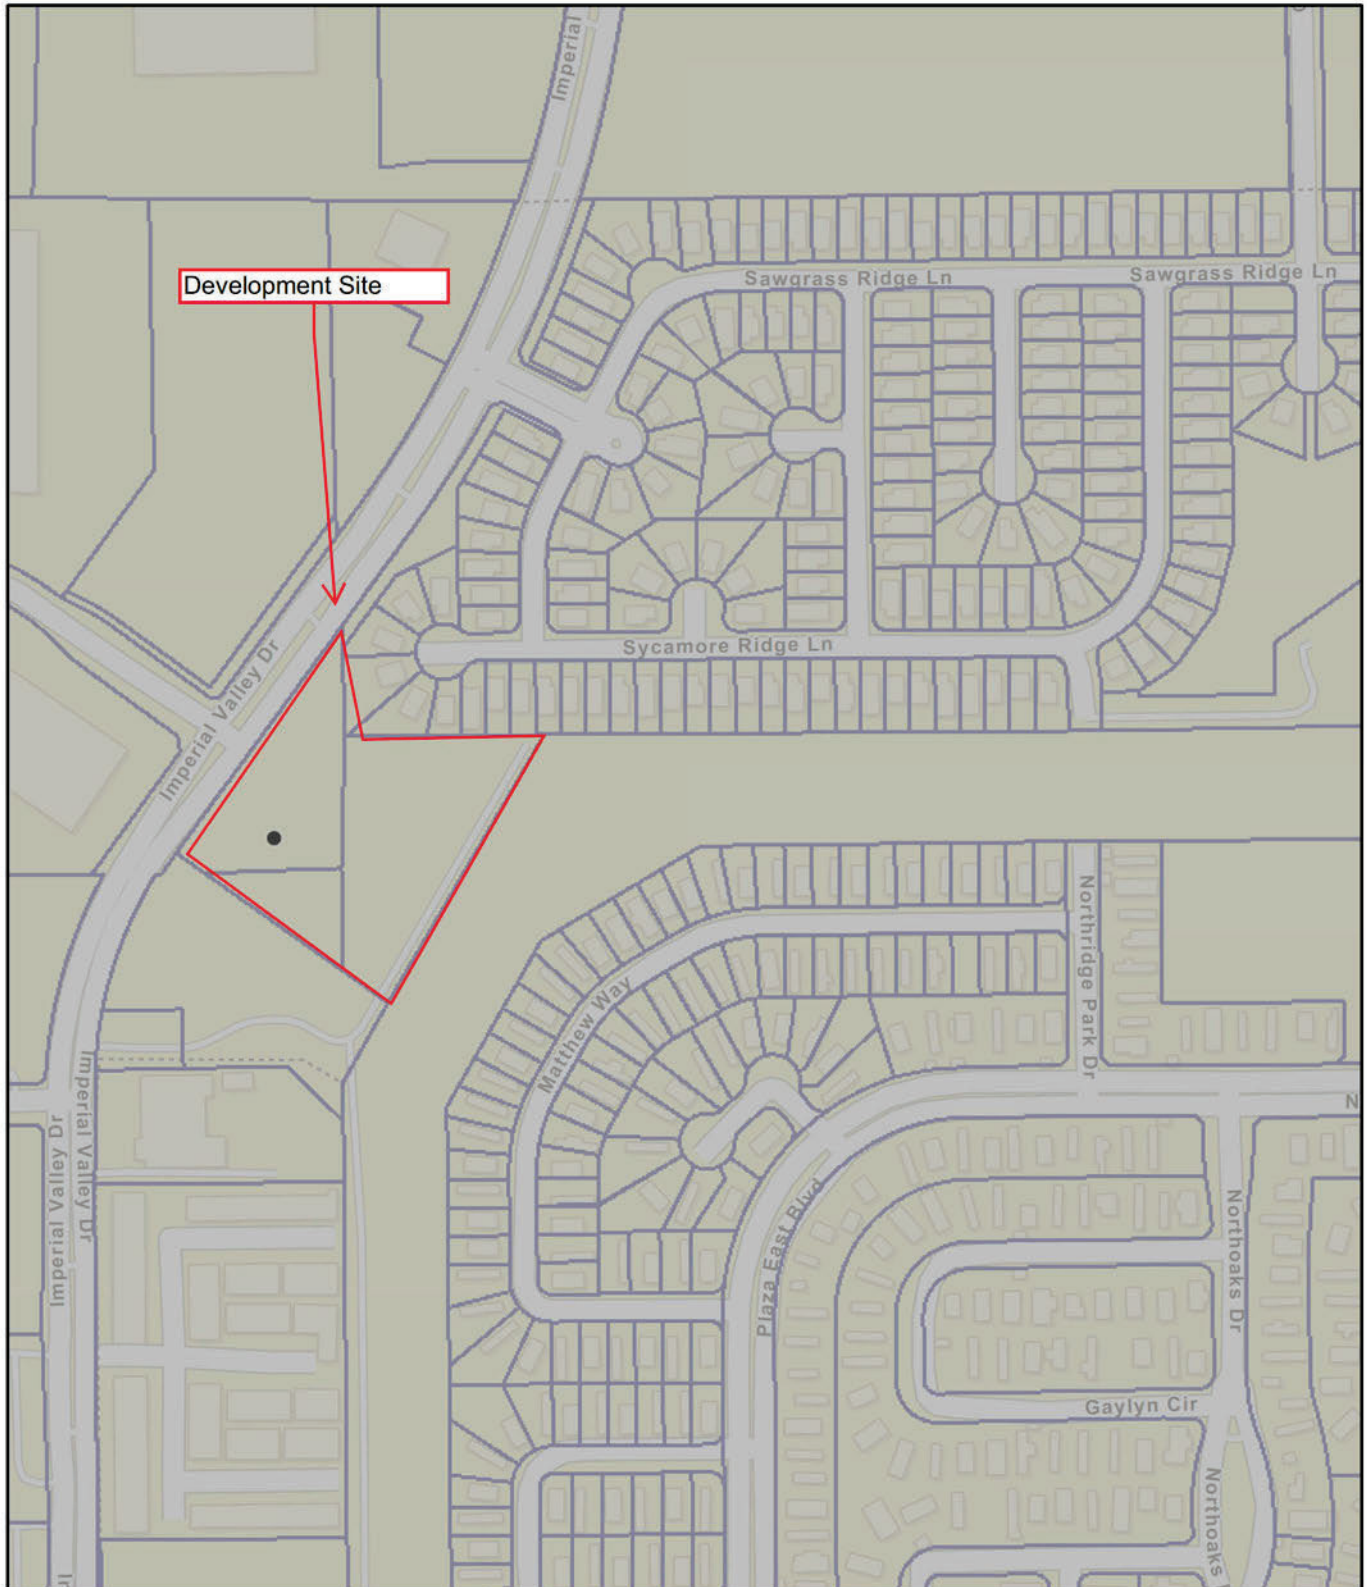 Imperial
Sawgrass Ridge Ln
Sawgrass Ridge Ln
Development Site
Sycamore Ridge Ln
Imperial Valley Dr
Northridge Park Dr
Matthew Way
Imperial Valley Dr
Imperial Valley Dr
N
Plaza East Blvd
Northoaks Dr
Gaylyn Cir
Northoaks